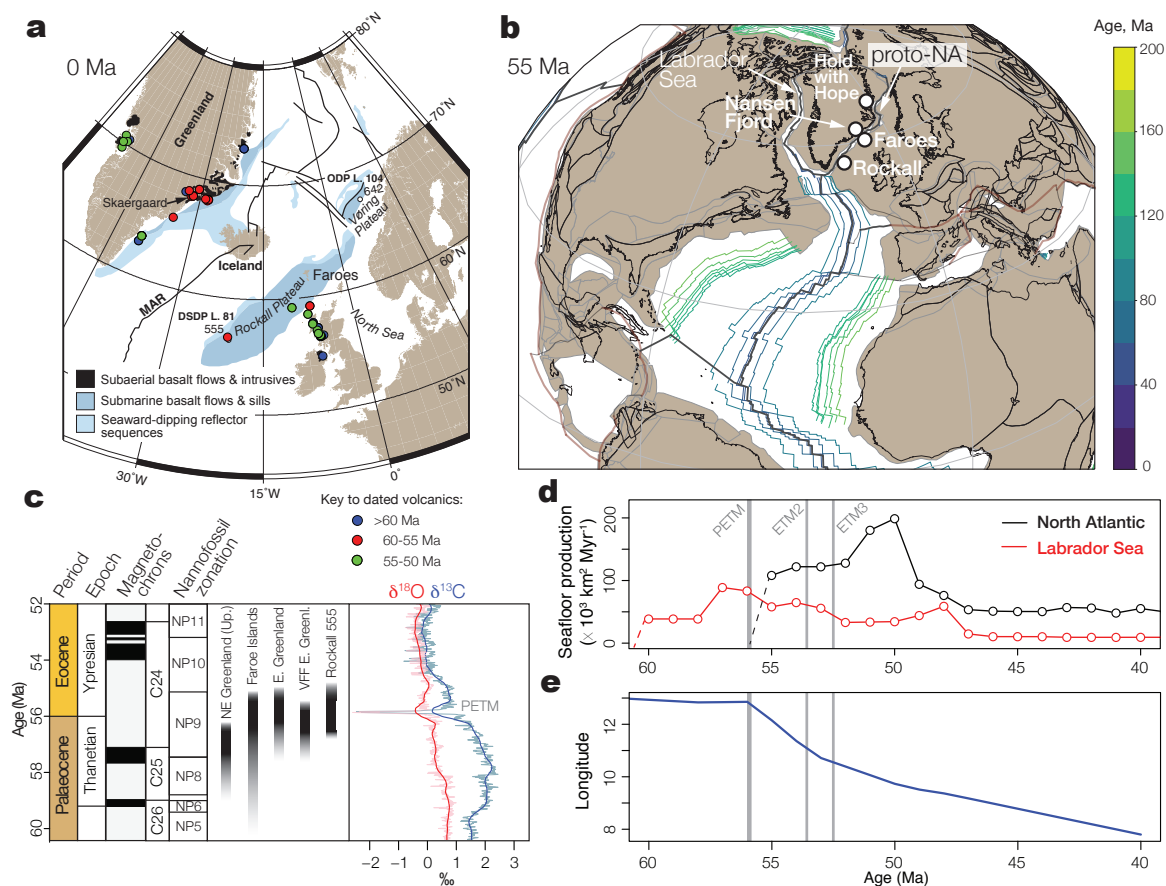 a
0 Ma
80°N
70°N
60°N
50°N
30°W
15°W
0°
Greenland
Skaergaard
Iceland
MAR
ODP L. 104
642
Vøring
Plateau
Faroes
Rockall Plateau
DSDP L. 81
555
North Sea
Subaerial basalt flows & intrusives
Submarine basalt flows & sills
Seaward-dipping reflector
sequences
b
55 Ma
Labrador
Sea
Hold
with
Hope
proto-NA
Nansen
Fjord
Faroes
Rockall
Age, Ma
200
160
120
80
40
0
c
Key to dated volcanics:
>60 Ma
60-55 Ma
55-50 Ma
Period
Epoch
Magneto-
chrons
Nannofossil
zonation
Age (Ma)
52
54
56
58
60
Eocene
Palaeocene
Ypresian
Thanetian
C24
C25
C26
NP11
NP10
NP9
NP8
NP6
NP5
NE Greenland (Up.)
Faroe Islands
E. Greenland
VFF E. Greenl.
Rockall 555
δ18O δ13C
PETM
-2 -1 0 1 2 3
‰
d
Seafloor production
(× 10³ km² Myr⁻¹)
200
100
0
PETM
ETM2
ETM3
North Atlantic
Labrador Sea
60 55 50 45 40
e
Longitude
12
10
8
60 55 50 45 40
Age (Ma)